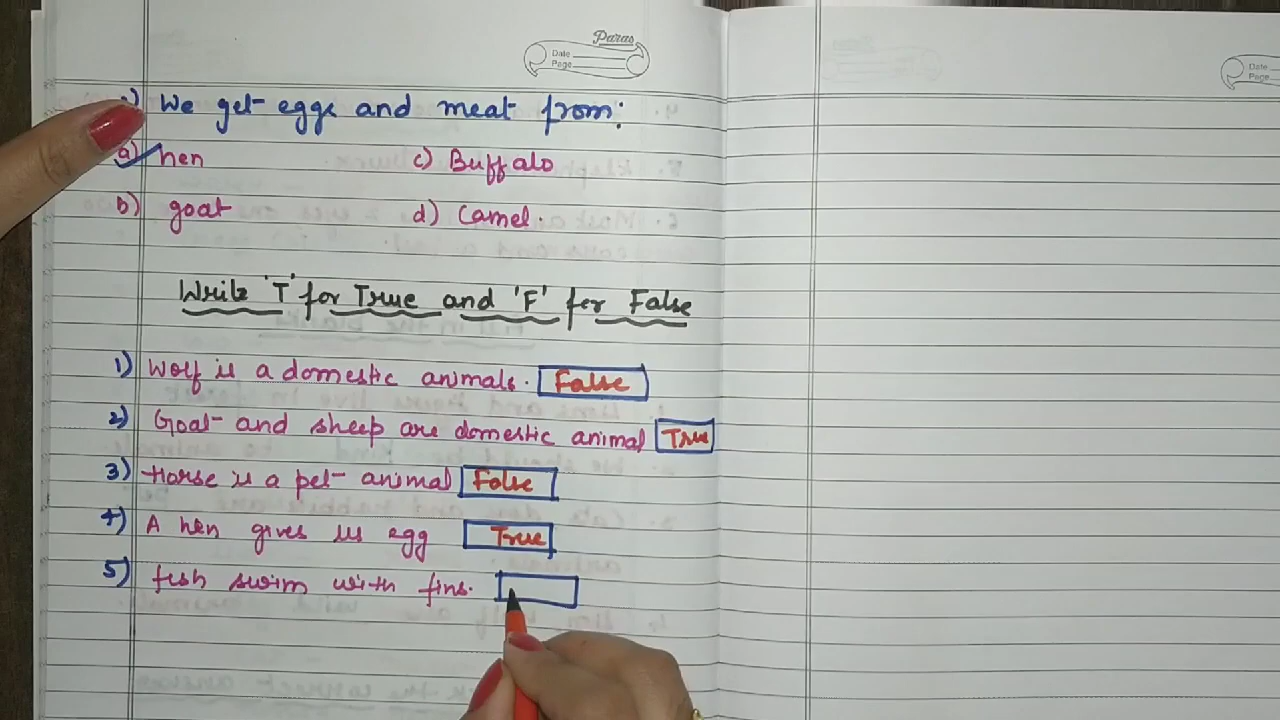 Paras
Date
Page
We get eggs and meat from:
a) hen c) Buffalo
b) goat d) Camel.
Write 'T' for True and 'F' for False
1) Wolf is a domestic animals. False
2) Goat and sheep are domestic animal True
3) Horse is a pet animal False
4) A hen gives us egg True
5) fish swim with fins.
Date
Page